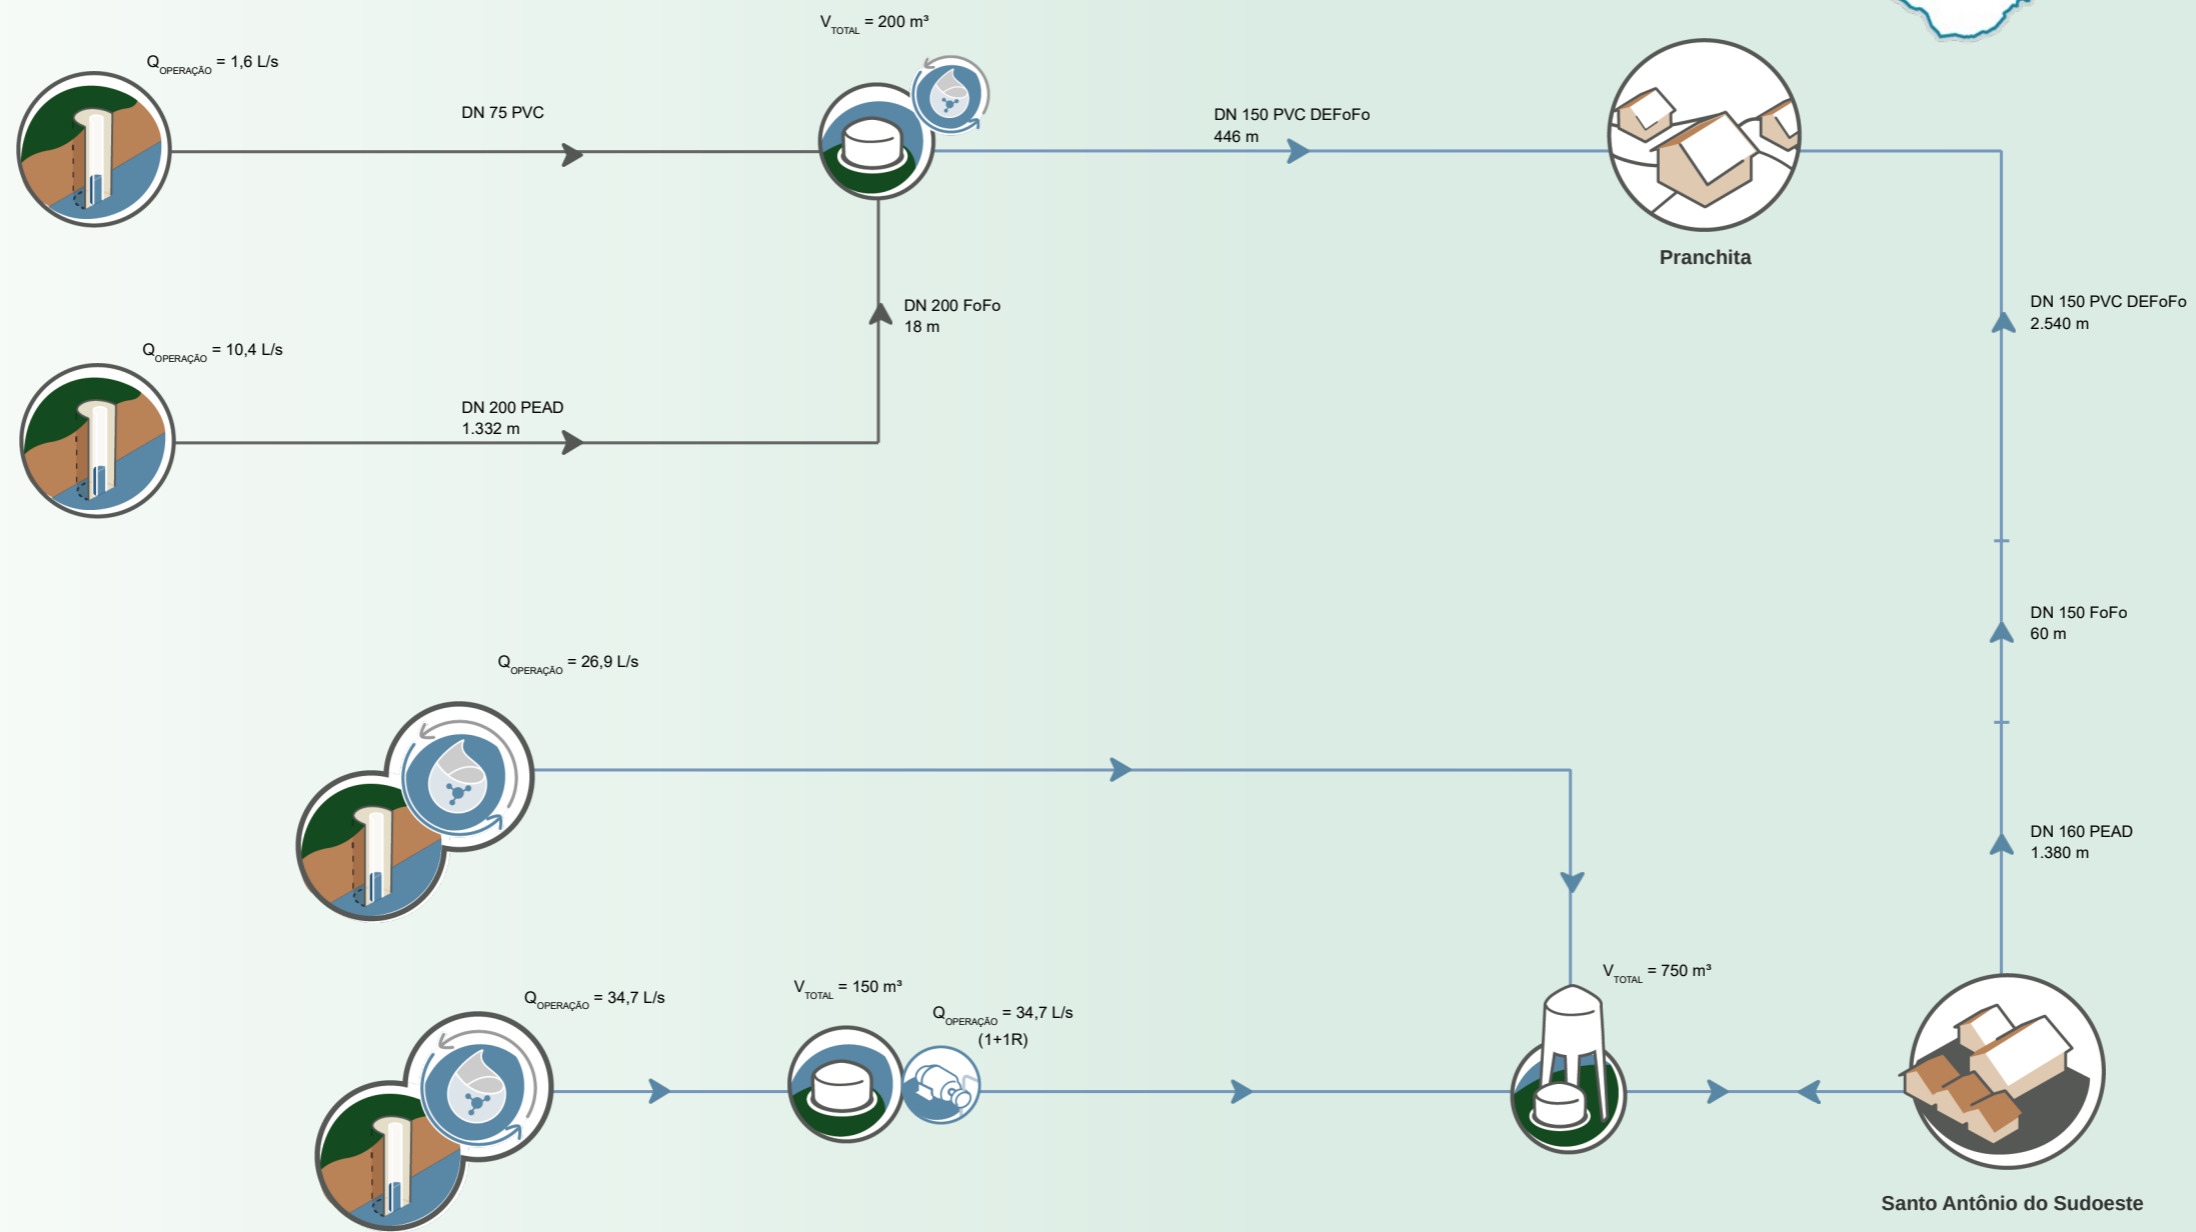 V TOTAL = 200 m³
Q OPERAÇÃO = 1,6 L/s
DN 75 PVC
DN 150 PVC DEFoFo
446 m
Pranchita
DN 200 FoFo
18 m
DN 150 PVC DEFoFo
2.540 m
Q OPERAÇÃO = 10,4 L/s
DN 200 PEAD
1.332 m
DN 150 FoFo
60 m
Q OPERAÇÃO = 26,9 L/s
DN 160 PEAD
1.380 m
V TOTAL = 750 m³
Q OPERAÇÃO = 34,7 L/s
V TOTAL = 150 m³
Q OPERAÇÃO = 34,7 L/s
(1+1R)
Santo Antônio do Sudoeste